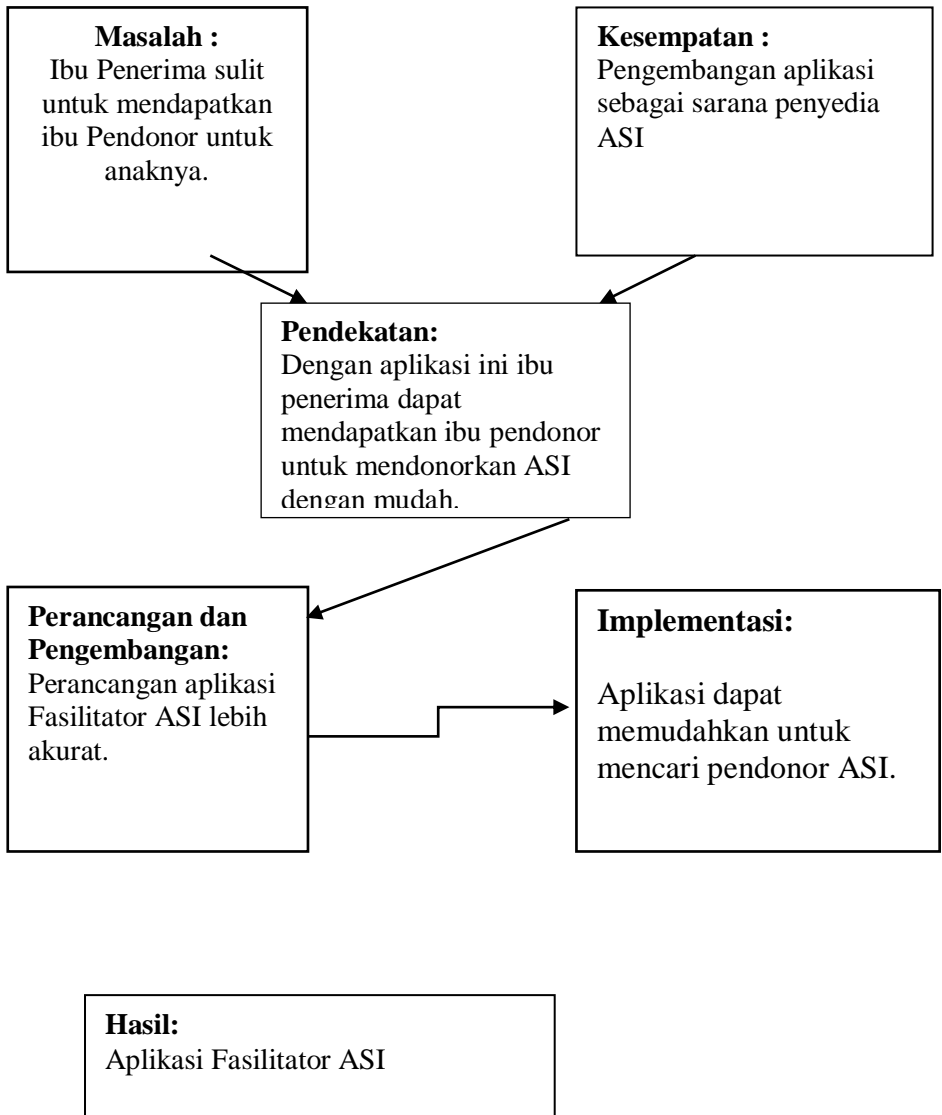 Masalah :
Ibu Penerima sulit
untuk mendapatkan
ibu Pendonor untuk
anaknya.
Kesempatan :
Pengembangan aplikasi
sebagai sarana penyedia
ASI
Pendekatan:
Dengan aplikasi ini ibu
penerima dapat
mendapatkan ibu pendonor
untuk mendonorkan ASI
dengan mudah.
Perancangan dan
Pengembangan:
Perancangan aplikasi
Fasilitator ASI lebih
akurat.
Implementasi:
Aplikasi dapat
memudahkan untuk
mencari pendonor ASI.
Hasil:
Aplikasi Fasilitator ASI